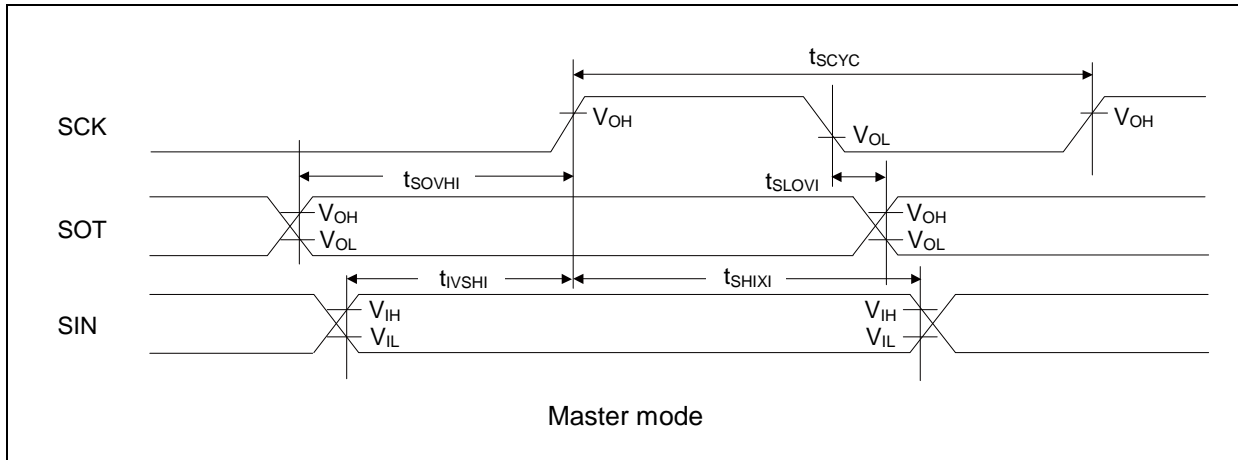 tSCYC
SCK
VOH
VOL
VOH
tSOVHI
tSLOVI
SOT
VOH
VOL
VOH
VOL
tIVSHI
tSHIXI
SIN
VIH
VIL
VIH
VIL
Master mode